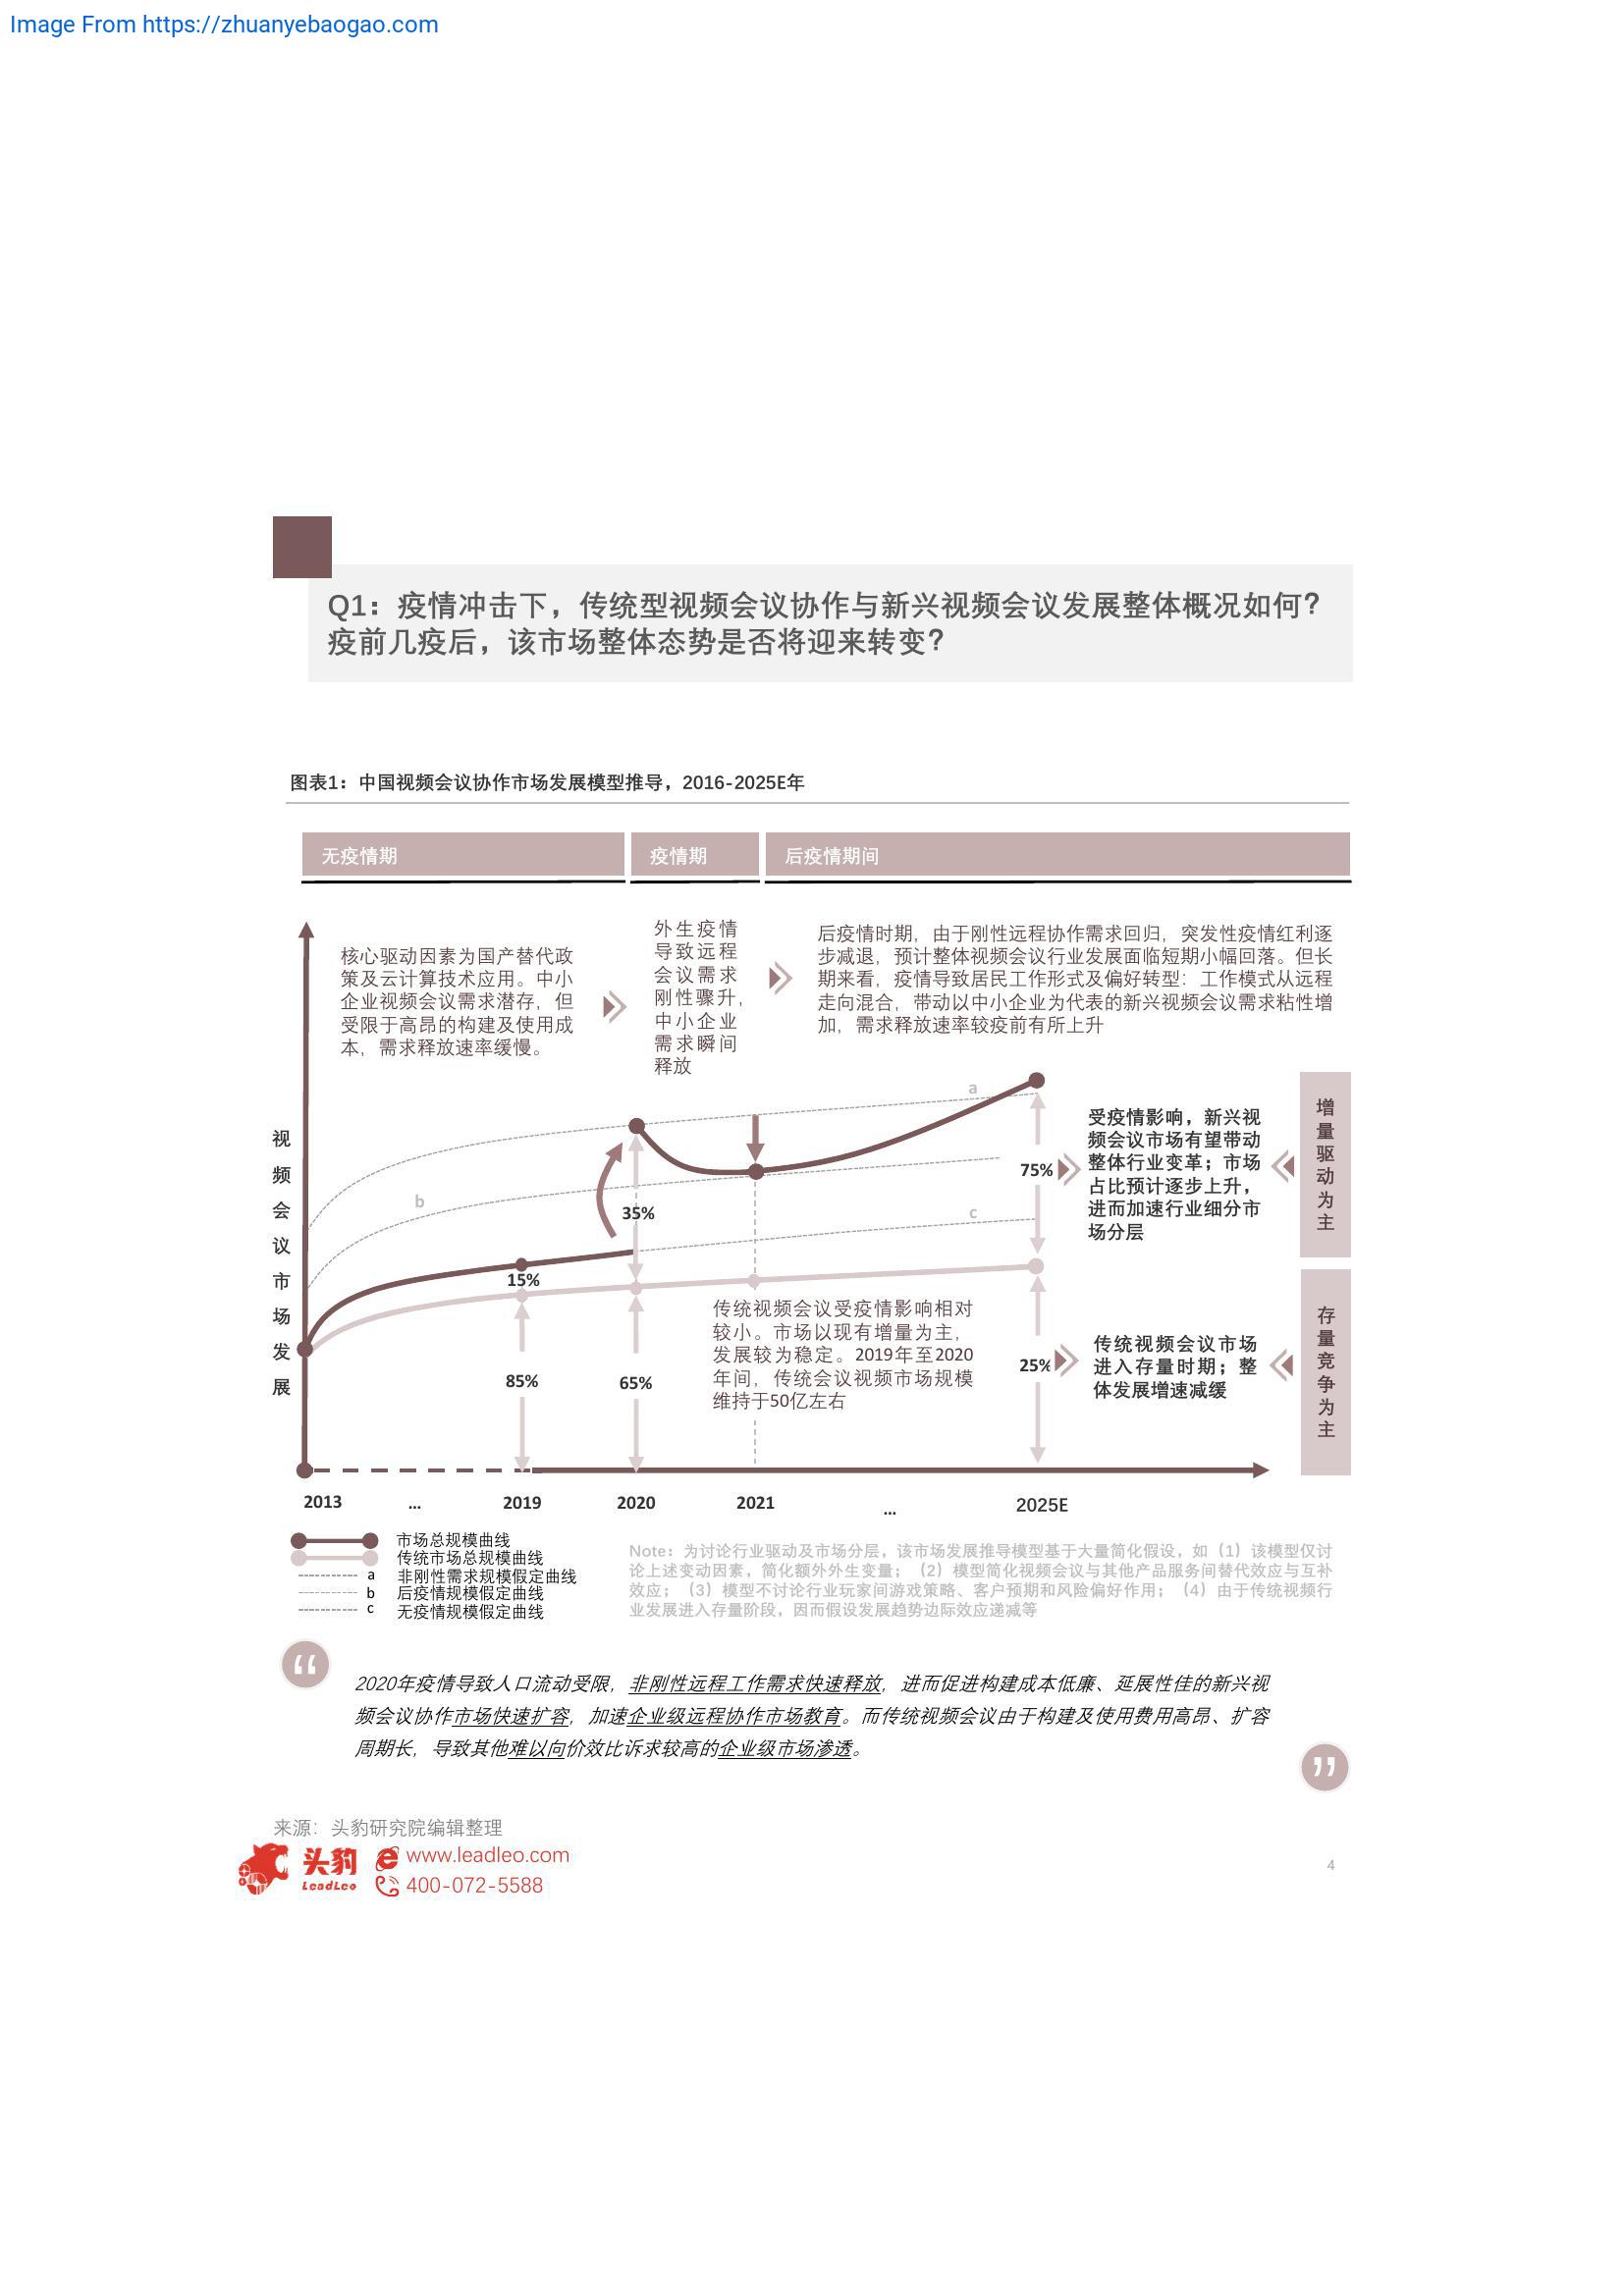 Image From https://zhuanyebaogao.com
Q1：疫情冲击下，传统型视频会议协作与新兴视频会议发展整体概况如何？
疫前几疫后，该市场整体态势是否将迎来转变？
图表1：中国视频会议协作市场发展模型推导，2016-2025E年
无疫情期
疫情期
后疫情期间
核心驱动因素为国产替代政
策及云计算技术应用。中小
企业视频会议需求潜存，但
受限于高昂的构建及使用成
本，需求释放速率缓慢。
外生疫情
导致远程
会议需求
刚性骤升，
中小企业
需求瞬间
释放
后疫情时期，由于刚性远程协作需求回归，突发性疫情红利逐
步减退，预计整体视频会议行业发展面临短期小幅回落。但长
期来看，疫情导致居民工作形式及偏好转型：工作模式从远程
走向混合，带动以中小企业为代表的新兴视频会议需求粘性增
加，需求释放速率较疫前有所上升
视频会议市场发展
a
b
c
35%
15%
85%
65%
75%
25%
受疫情影响，新兴视
频会议市场有望带动
整体行业变革；市场
占比预计逐步上升，
进而加速行业细分市
场分层
增量驱动为主
传统视频会议受疫情影响相对
较小。市场以现有增量为主，
发展较为稳定。2019年至2020
年间，传统会议视频市场规模
维持于50亿左右
传统视频会议市场
进入存量时期；整
体发展增速减缓
存量竞争为主
2013 ... 2019 2020 2021 ... 2025E
市场总规模曲线
传统市场总规模曲线
a 非刚性需求规模假定曲线
b 后疫情规模假定曲线
c 无疫情规模假定曲线
Note：为讨论行业驱动及市场分层，该市场发展推导模型基于大量简化假设，如（1）该模型仅讨
论上述变动因素，简化额外外生变量；（2）模型简化视频会议与其他产品服务间替代效应与互补
效应；（3）模型不讨论行业玩家间游戏策略、客户预期和风险偏好作用；（4）由于传统视频行
业发展进入存量阶段，因而假设发展趋势边际效应递减等
2020年疫情导致人口流动受限，非刚性远程工作需求快速释放，进而促进构建成本低廉、延展性佳的新兴视
频会议协作市场快速扩容，加速企业级远程协作市场教育。而传统视频会议由于构建及使用费用高昂、扩容
周期长，导致其他难以向价效比诉求较高的企业级市场渗透。
来源：头豹研究院编辑整理
头豹
LeadLeo
www.leadleo.com
400-072-5588
4